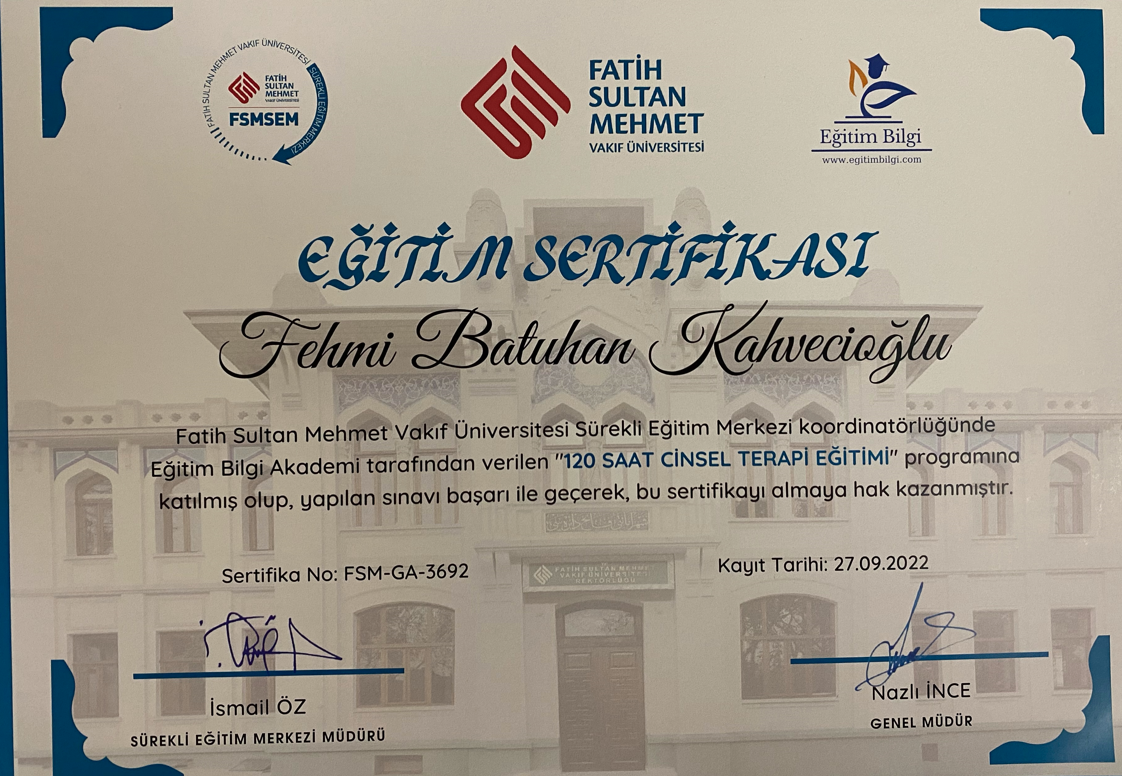 FATİH SULTAN MEHMET VAKIF ÜNİVERSİTESİ SÜREKLİ EĞİTİM MERKEZİ
FATİH
SULTAN
MEHMET
VAKIF ÜNİVERSİTESİ
FSMSEM
FATİH
SULTAN
MEHMET
VAKIF ÜNİVERSİTESİ
Eğitim Bilgi
www.egitimbilgi.com
EĞİTİM SERTİFİKASI
Fehmi Batuhan Kahvecioğlu
Fatih Sultan Mehmet Vakıf Üniversitesi Sürekli Eğitim Merkezi koordinatörlüğünde
Eğitim Bilgi Akademi tarafından verilen "120 SAAT CİNSEL TERAPİ EĞİTİMİ" programına
katılmış olup, yapılan sınavı başarı ile geçerek, bu sertifikayı almaya hak kazanmıştır.
FATİH SULTAN MEHMET
VAKIF ÜNİVERSİTESİ
REKTÖRLÜĞÜ
Sertifika No: FSM-GA-3692
Kayıt Tarihi: 27.09.2022
İsmail ÖZ
SÜREKLİ EĞİTİM MERKEZİ MÜDÜRÜ
Nazlı İNCE
GENEL MÜDÜR